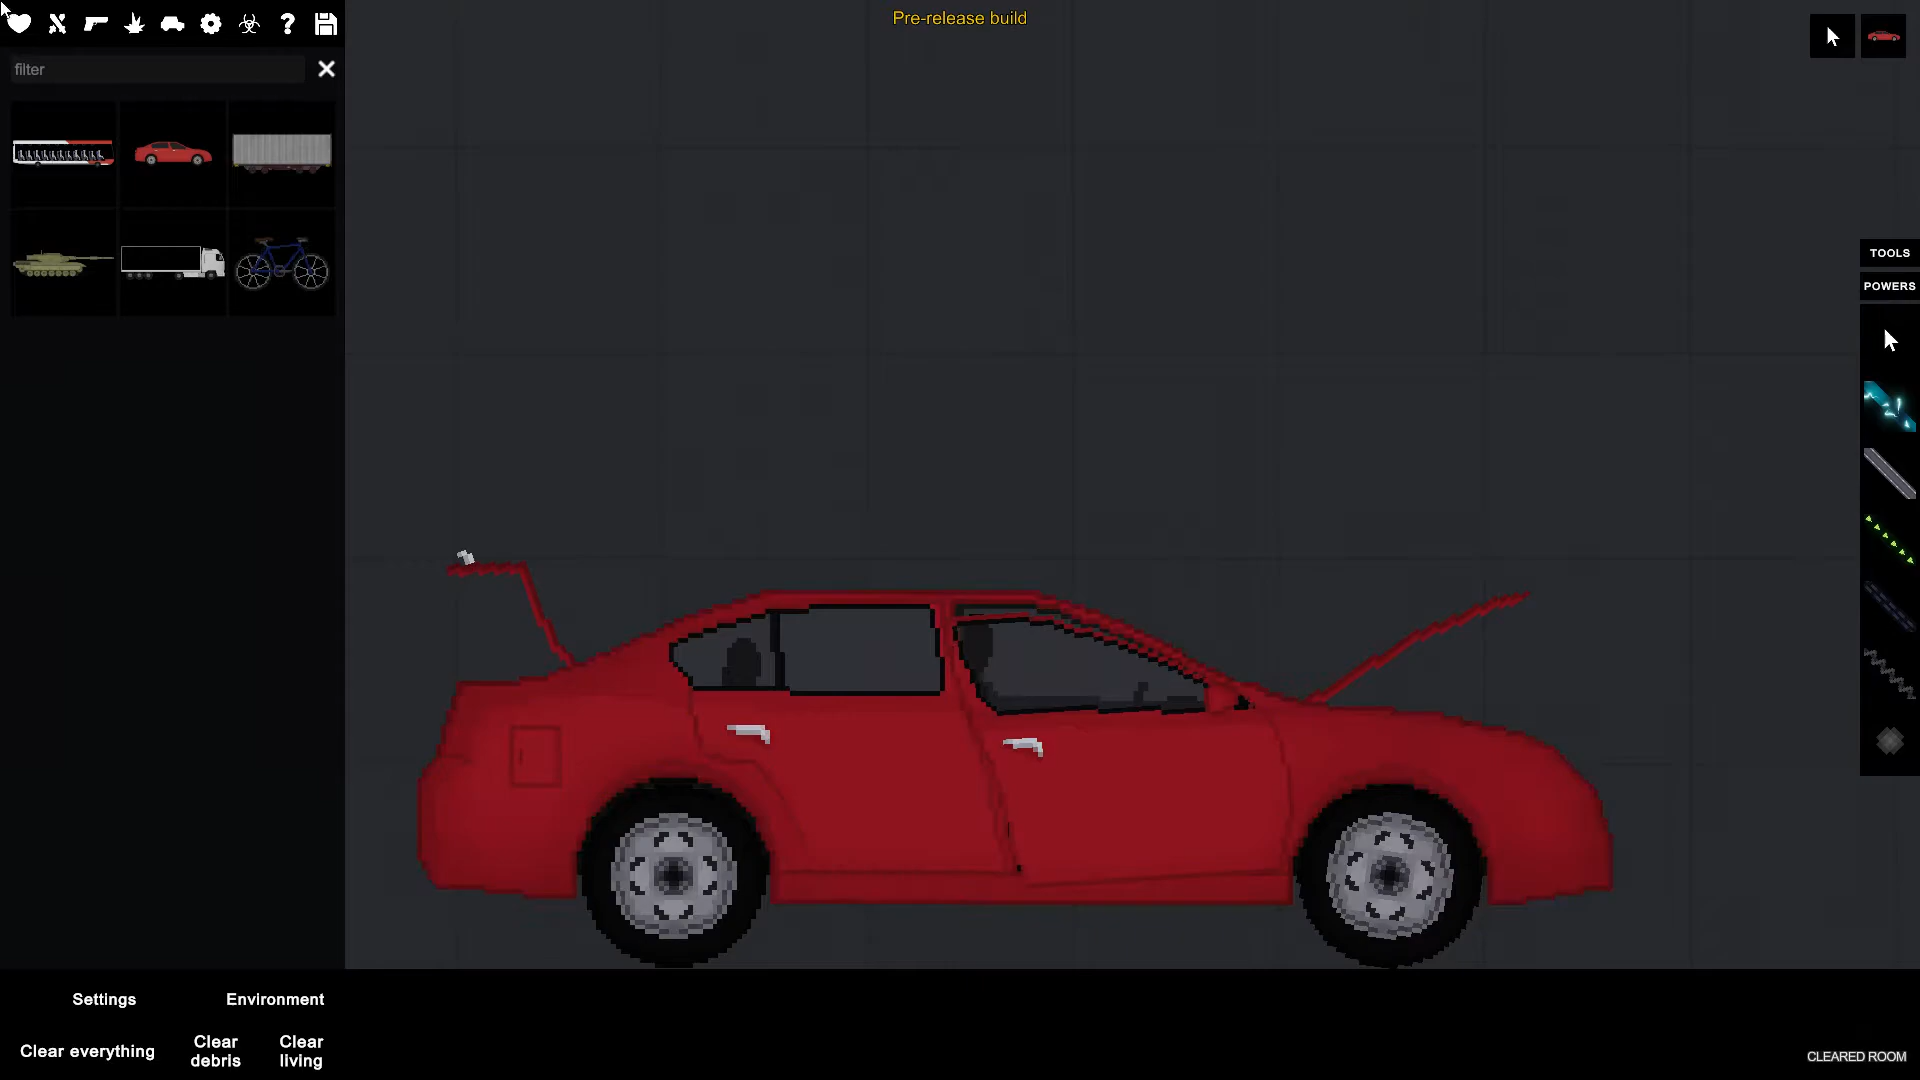 Pre-release build
filter
TOOLS
POWERS
Settings
Environment
Clear everything
Clear
debris
Clear
living
CLEARED ROOM